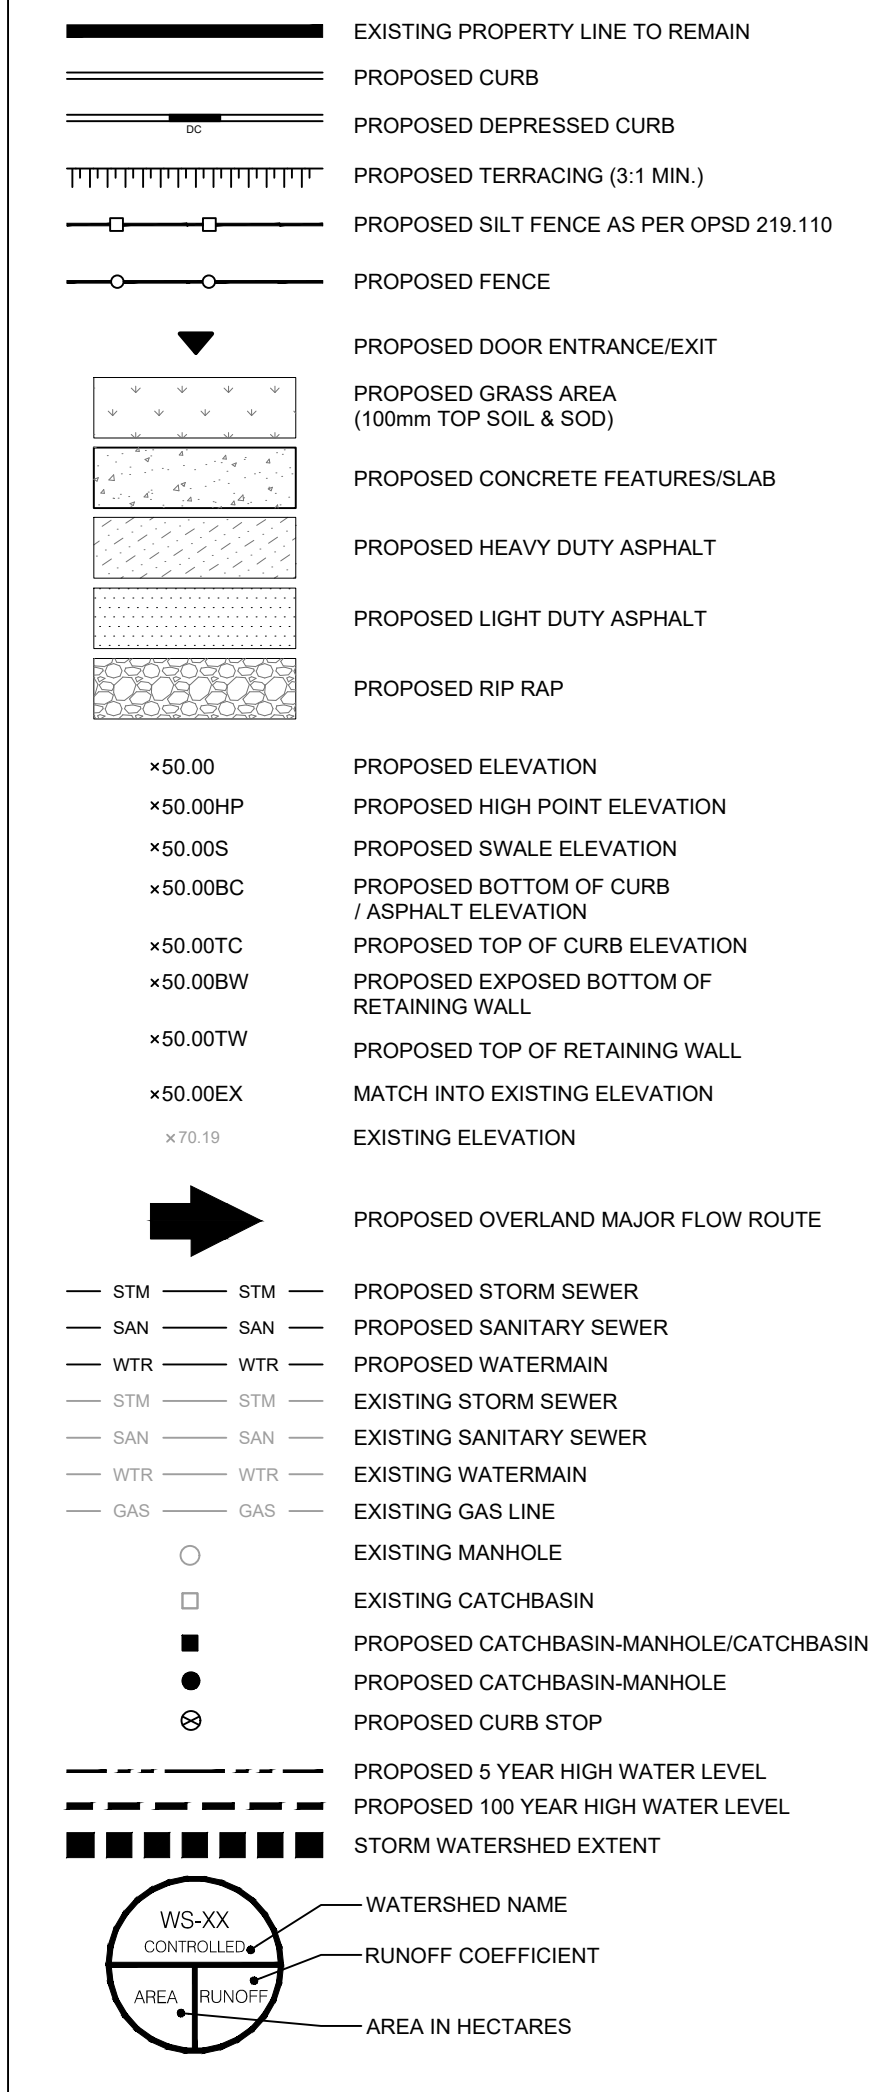 EXISTING PROPERTY LINE TO REMAIN
PROPOSED CURB
DC
PROPOSED DEPRESSED CURB
PROPOSED TERRACING (3:1 MIN.)
PROPOSED SILT FENCE AS PER OPSD 219.110
PROPOSED FENCE
PROPOSED DOOR ENTRANCE/EXIT
PROPOSED GRASS AREA
(100mm TOP SOIL & SOD)
PROPOSED CONCRETE FEATURES/SLAB
PROPOSED HEAVY DUTY ASPHALT
PROPOSED LIGHT DUTY ASPHALT
PROPOSED RIP RAP
×50.00 PROPOSED ELEVATION
×50.00HP PROPOSED HIGH POINT ELEVATION
×50.00S PROPOSED SWALE ELEVATION
×50.00BC PROPOSED BOTTOM OF CURB
/ ASPHALT ELEVATION
×50.00TC PROPOSED TOP OF CURB ELEVATION
×50.00BW PROPOSED EXPOSED BOTTOM OF
RETAINING WALL
×50.00TW PROPOSED TOP OF RETAINING WALL
×50.00EX MATCH INTO EXISTING ELEVATION
×70.19 EXISTING ELEVATION
PROPOSED OVERLAND MAJOR FLOW ROUTE
STM STM PROPOSED STORM SEWER
SAN SAN PROPOSED SANITARY SEWER
WTR WTR PROPOSED WATERMAIN
STM STM EXISTING STORM SEWER
SAN SAN EXISTING SANITARY SEWER
WTR WTR EXISTING WATERMAIN
GAS GAS EXISTING GAS LINE
EXISTING MANHOLE
EXISTING CATCHBASIN
PROPOSED CATCHBASIN-MANHOLE/CATCHBASIN
PROPOSED CATCHBASIN-MANHOLE
PROPOSED CURB STOP
PROPOSED 5 YEAR HIGH WATER LEVEL
PROPOSED 100 YEAR HIGH WATER LEVEL
STORM WATERSHED EXTENT
WS-XX
CONTROLLED
AREA RUNOFF
WATERSHED NAME
RUNOFF COEFFICIENT
AREA IN HECTARES